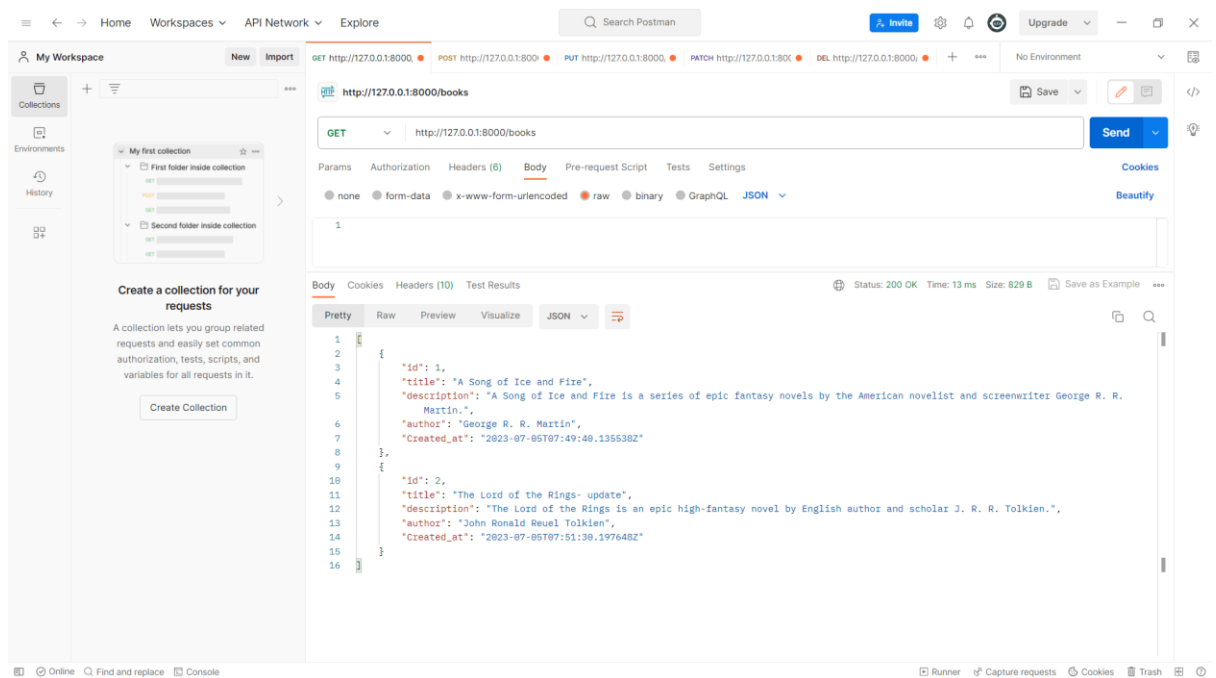 Home Workspaces API Network Explore Search Postman Invite Upgrade
My Workspace New Import GET http://127.0.0.1:8000, POST http://127.0.0.1:800 PUT http://127.0.0.1:8000, PATCH http://127.0.0.1:80( DEL http://127.0.0.1:8000, No Environment
Collections
Environments
History
My first collection
First folder inside collection
GET
POST
GET
Second folder inside collection
GET
GET
Create a collection for your
requests
A collection lets you group related
requests and easily set common
authorization, tests, scripts, and
variables for all requests in it.
Create Collection
HTTP http://127.0.0.1:8000/books Save
GET http://127.0.0.1:8000/books Send
Params Authorization Headers (6) Body Pre-request Script Tests Settings Cookies
none form-data x-www-form-urlencoded raw binary GraphQL JSON Beautify
1
Body Cookies Headers (10) Test Results Status: 200 OK Time: 13 ms Size: 829 B Save as Example
Pretty Raw Preview Visualize JSON
1 [
2 {
3 "id": 1,
4 "title": "A Song of Ice and Fire",
5 "description": "A Song of Ice and Fire is a series of epic fantasy novels by the American novelist and screenwriter George R. R.
Martin.",
6 "author": "George R. R. Martin",
7 "Created_at": "2023-07-05T07:49:40.135538Z"
8 },
9 {
10 "id": 2,
11 "title": "The Lord of the Rings- update",
12 "description": "The Lord of the Rings is an epic high-fantasy novel by English author and scholar J. R. R. Tolkien.",
13 "author": "John Ronald Reuel Tolkien",
14 "Created_at": "2023-07-05T07:51:30.197648Z"
15 }
16 ]
Online Find and replace Console Runner Capture requests Cookies Trash